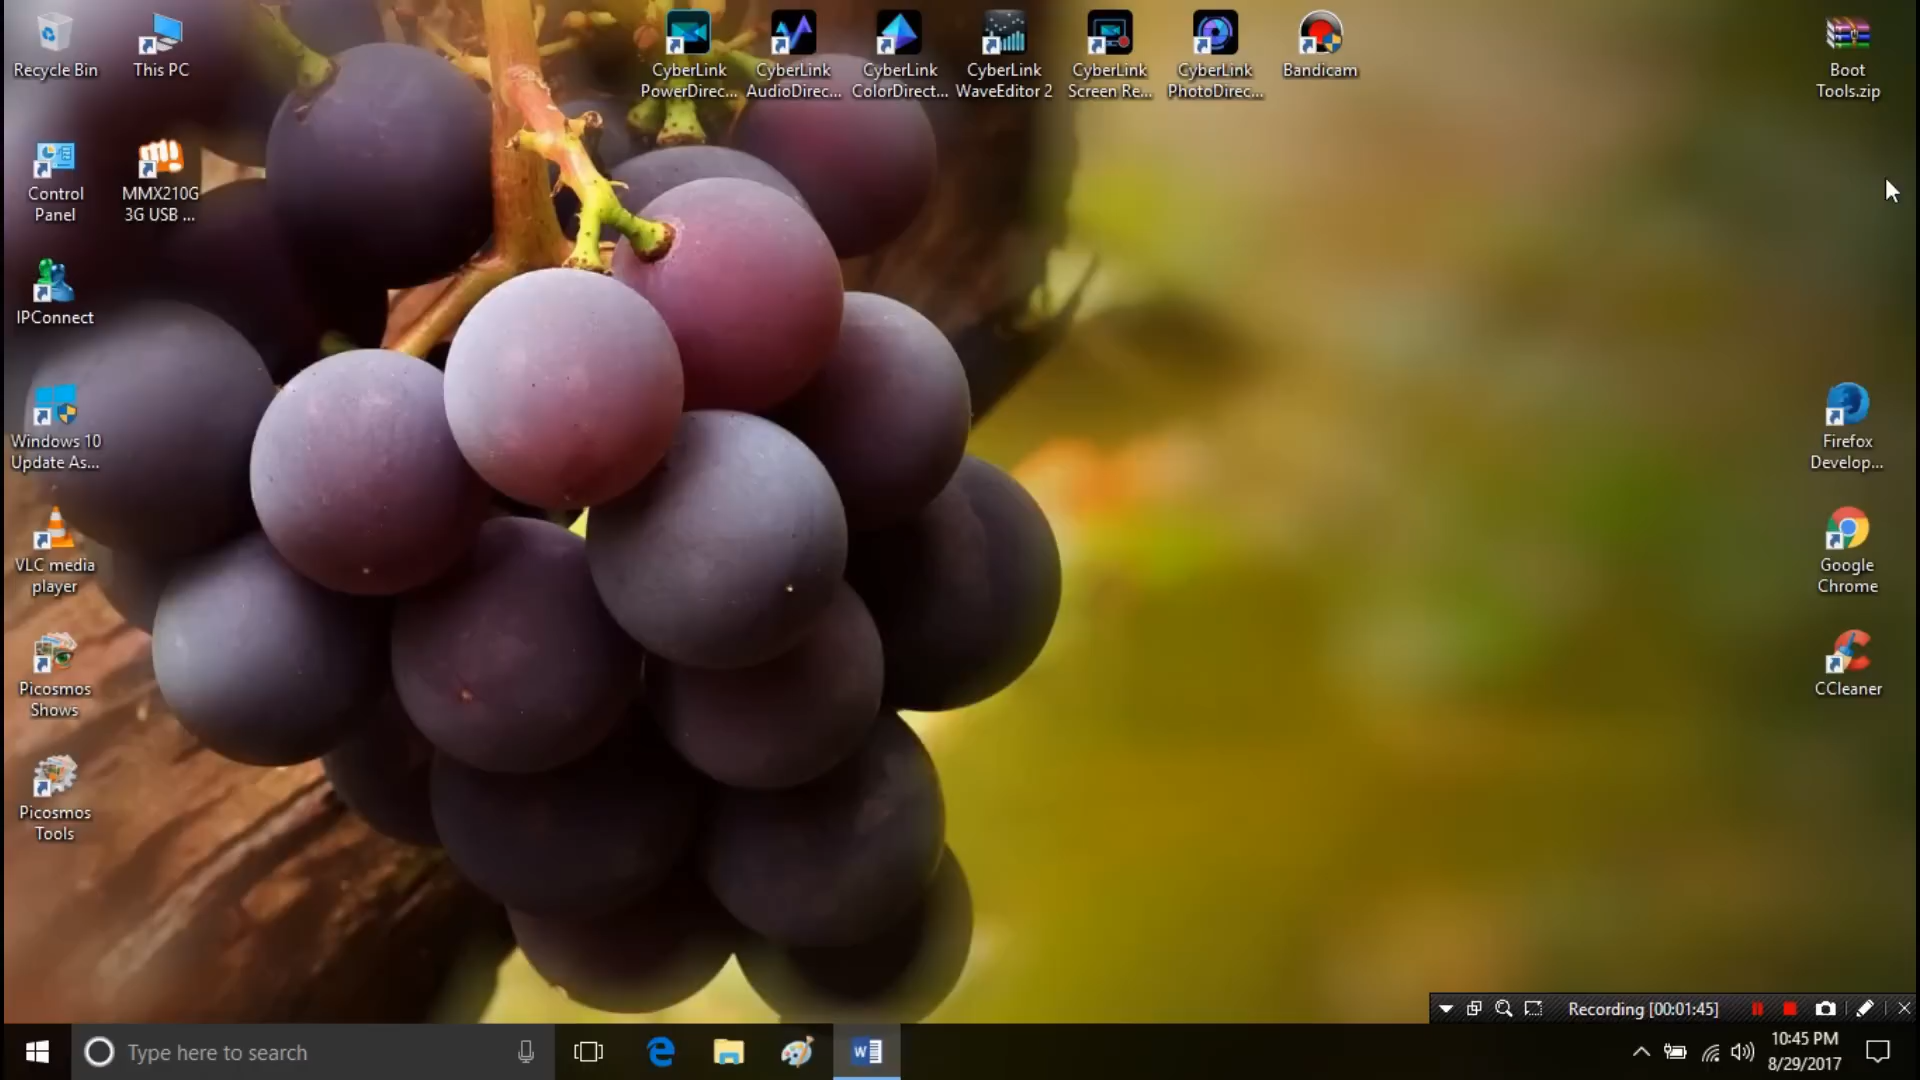 Recycle Bin
This PC
CyberLink
PowerDirec...
CyberLink
AudioDirec...
CyberLink
ColorDirect...
CyberLink
WaveEditor 2
CyberLink
Screen Re...
CyberLink
PhotoDirec...
Bandicam
Boot
Tools.zip
Control
Panel
MMX210G
3G USB ...
IPConnect
Windows 10
Update As...
Firefox
Develop...
VLC media
player
Google
Chrome
Picosmos
Shows
CCleaner
Picosmos
Tools
Recording [00:01:45]
Type here to search
10:45 PM
8/29/2017